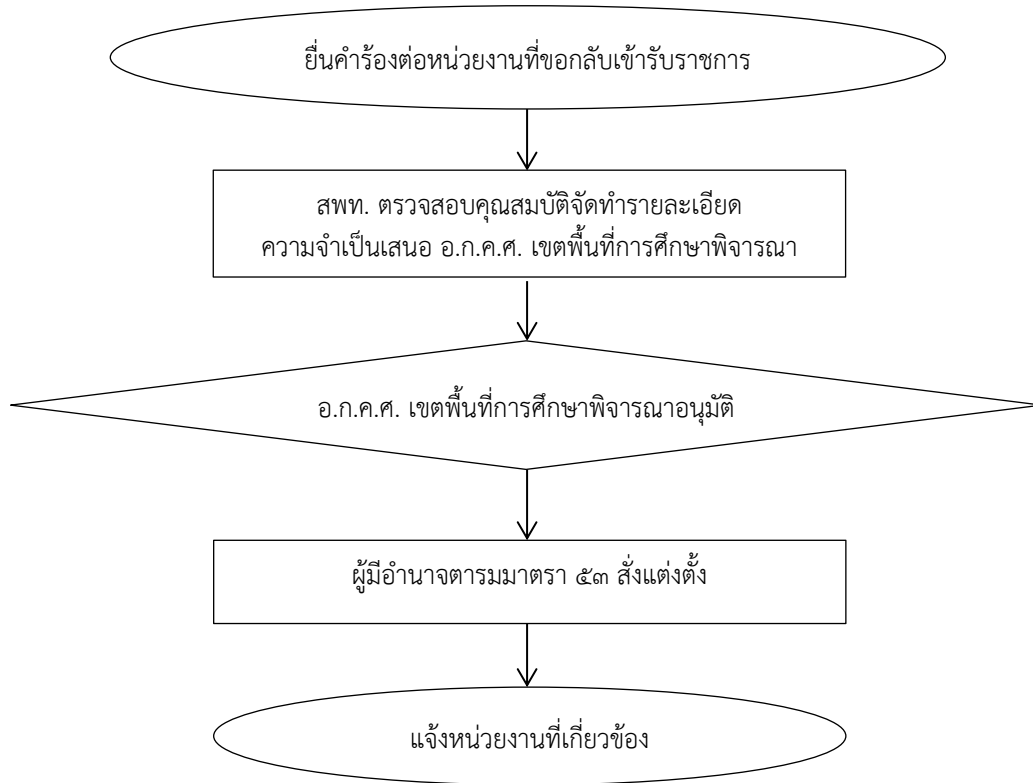 ยื่นคำร้องต่อหน่วยงานที่ขอกลับเข้ารับราชการ
สพท. ตรวจสอบคุณสมบัติจัดทำรายละเอียด
ความจำเป็นเสนอ อ.ก.ค.ศ. เขตพื้นที่การศึกษาพิจารณา
อ.ก.ค.ศ. เขตพื้นที่การศึกษาพิจารณาอนุมัติ
ผู้มีอำนาจตารมมาตรา ๕๓ สั่งแต่งตั้ง
แจ้งหน่วยงานที่เกี่ยวข้อง